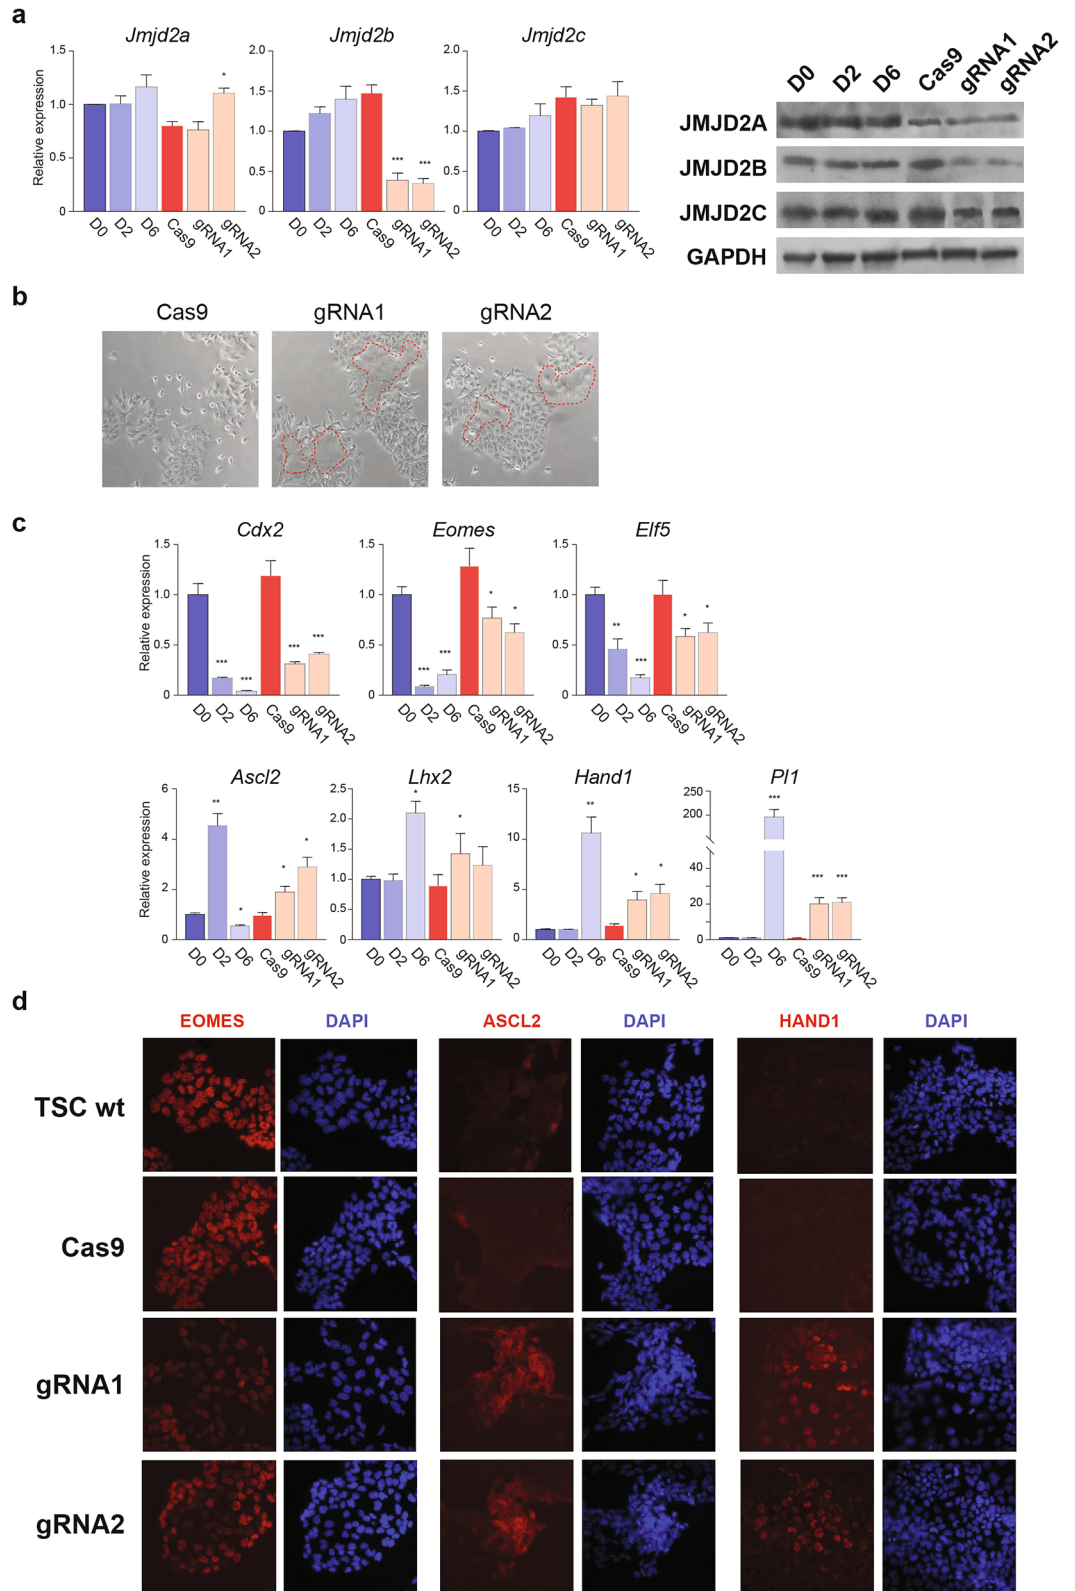 a
Jmjd2a Jmjd2b Jmjd2c
Relative expression
1.5
1.0
0.5
0
*
D0 D2 D6 Cas9 gRNA1 gRNA2
2.0
1.5
1.0
0.5
0
*** ***
D0 D2 D6 Cas9 gRNA1 gRNA2
2.0
1.5
1.0
0.5
0
D0 D2 D6 Cas9 gRNA1 gRNA2
D0 D2 D6 Cas9 gRNA1 gRNA2
JMJD2A
JMJD2B
JMJD2C
GAPDH
b
Cas9 gRNA1 gRNA2
c
Cdx2 Eomes Elf5
Relative expression
1.5
1.0
0.5
0
*** *** *** ***
D0 D2 D6 Cas9 gRNA1 gRNA2
1.5
1.0
0.5
0
*** *** * *
D0 D2 D6 Cas9 gRNA1 gRNA2
1.5
1.0
0.5
0
** *** * *
D0 D2 D6 Cas9 gRNA1 gRNA2
Ascl2 Lhx2 Hand1 Pl1
Relative expression
6
4
2
0
** * * *
D0 D2 D6 Cas9 gRNA1 gRNA2
2.5
2.0
1.5
1.0
0.5
0
* *
D0 D2 D6 Cas9 gRNA1 gRNA2
15
10
5
0
** * *
D0 D2 D6 Cas9 gRNA1 gRNA2
250
200
40
20
0
*** *** ***
D0 D2 D6 Cas9 gRNA1 gRNA2
d
EOMES DAPI ASCL2 DAPI HAND1 DAPI
TSC wt
Cas9
gRNA1
gRNA2